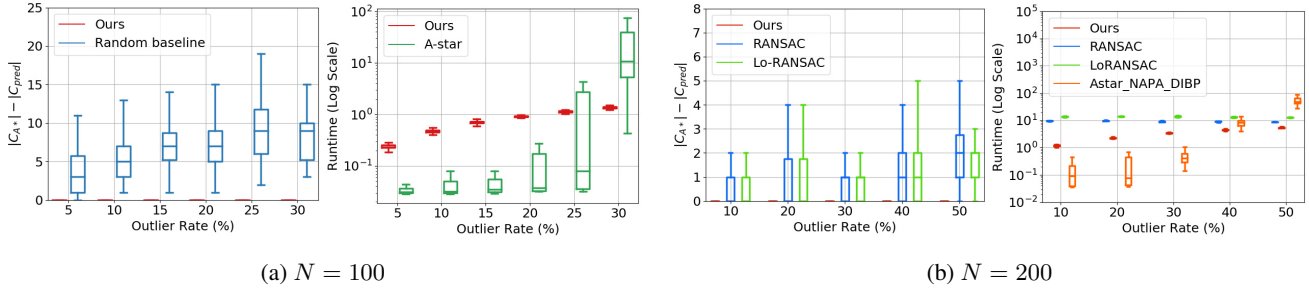 25
20
15
10
5
0
|C_{A*}| − |C_{pred}|
Ours
Random baseline
5 10 15 20 25 30
Outlier Rate (%)
Runtime (Log Scale)
10^1
10^0
10^{-1}
Ours
A-star
5 10 15 20 25 30
Outlier Rate (%)
(a) N = 100
8
7
6
5
4
3
2
1
0
|C_{A*}| − |C_{pred}|
Ours
RANSAC
Lo-RANSAC
10 20 30 40 50
Outlier Rate (%)
Runtime (Log Scale)
10^5
10^4
10^3
10^2
10^1
10^0
10^{-1}
10^{-2}
Ours
RANSAC
LoRANSAC
Astar_NAPA_DIBP
10 20 30 40 50
Outlier Rate (%)
(b) N = 200